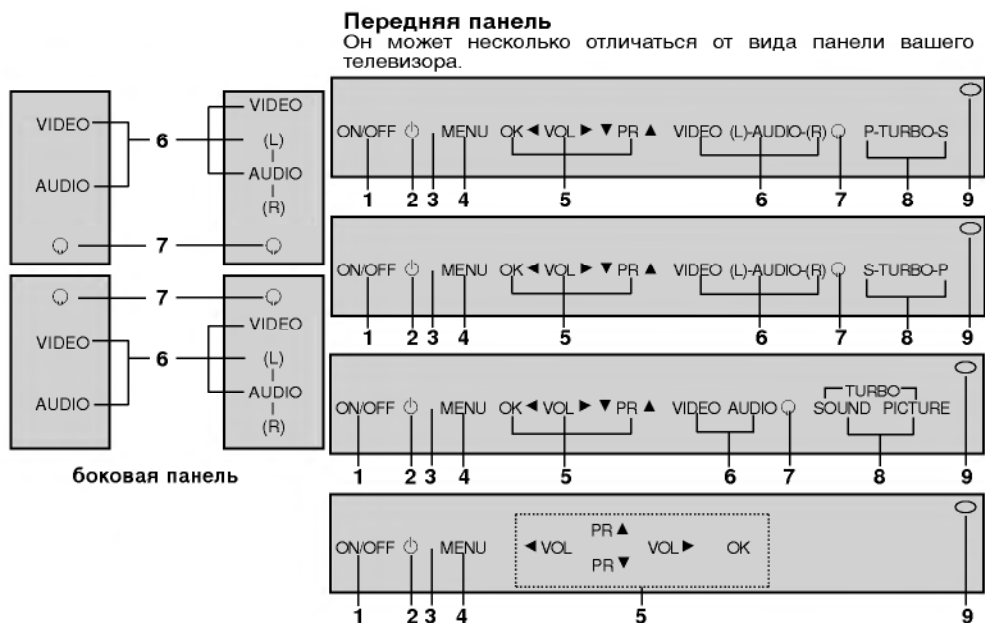 Передняя панель
Он может несколько отличаться от вида панели вашего
телевизора.
VIDEO
AUDIO
6
7
VIDEO
(L)
AUDIO
(R)
7
6
VIDEO
AUDIO
VIDEO
(L)
AUDIO
(R)
боковая панель
ON/OFF MENU OK ◄ VOL ► ▼ PR ▲ VIDEO (L)-AUDIO-(R) P-TURBO-S
1 2 3 4 5 6 7 8 9
ON/OFF MENU OK ◄ VOL ► ▼ PR ▲ VIDEO (L)-AUDIO-(R) S-TURBO-P
1 2 3 4 5 6 7 8 9
TURBO
ON/OFF MENU OK ◄ VOL ► ▼ PR ▲ VIDEO AUDIO SOUND PICTURE
1 2 3 4 5 6 7 8 9
PR ▲
ON/OFF MENU ◄ VOL VOL ► OK
PR ▼
1 2 3 4 5 9